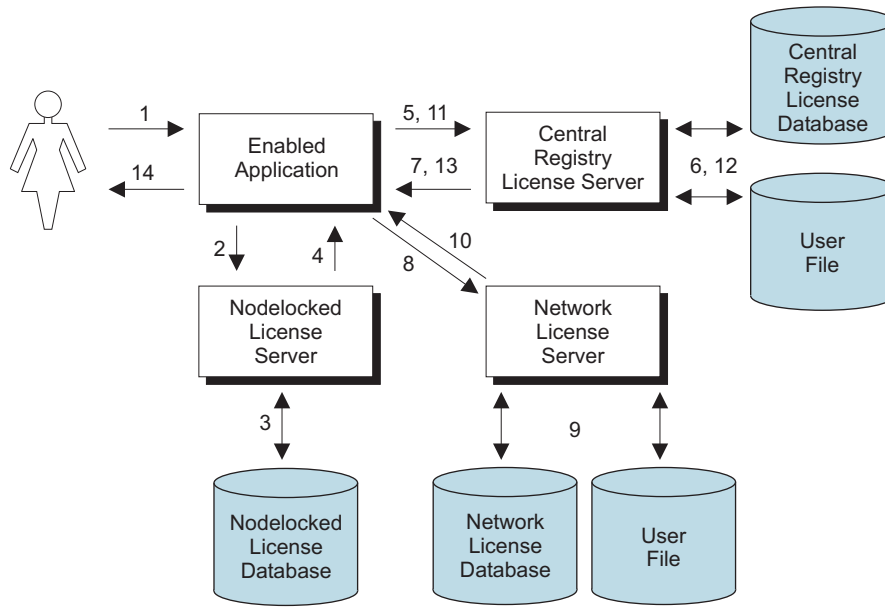 Central
Registry
License
Database
1
Enabled
Application
5, 11
Central
Registry
License Server
14
7, 13
6, 12
User
File
2
4
8
10
Nodelocked
License
Server
Network
License
Server
3
9
Nodelocked
License
Database
Network
License
Database
User
File